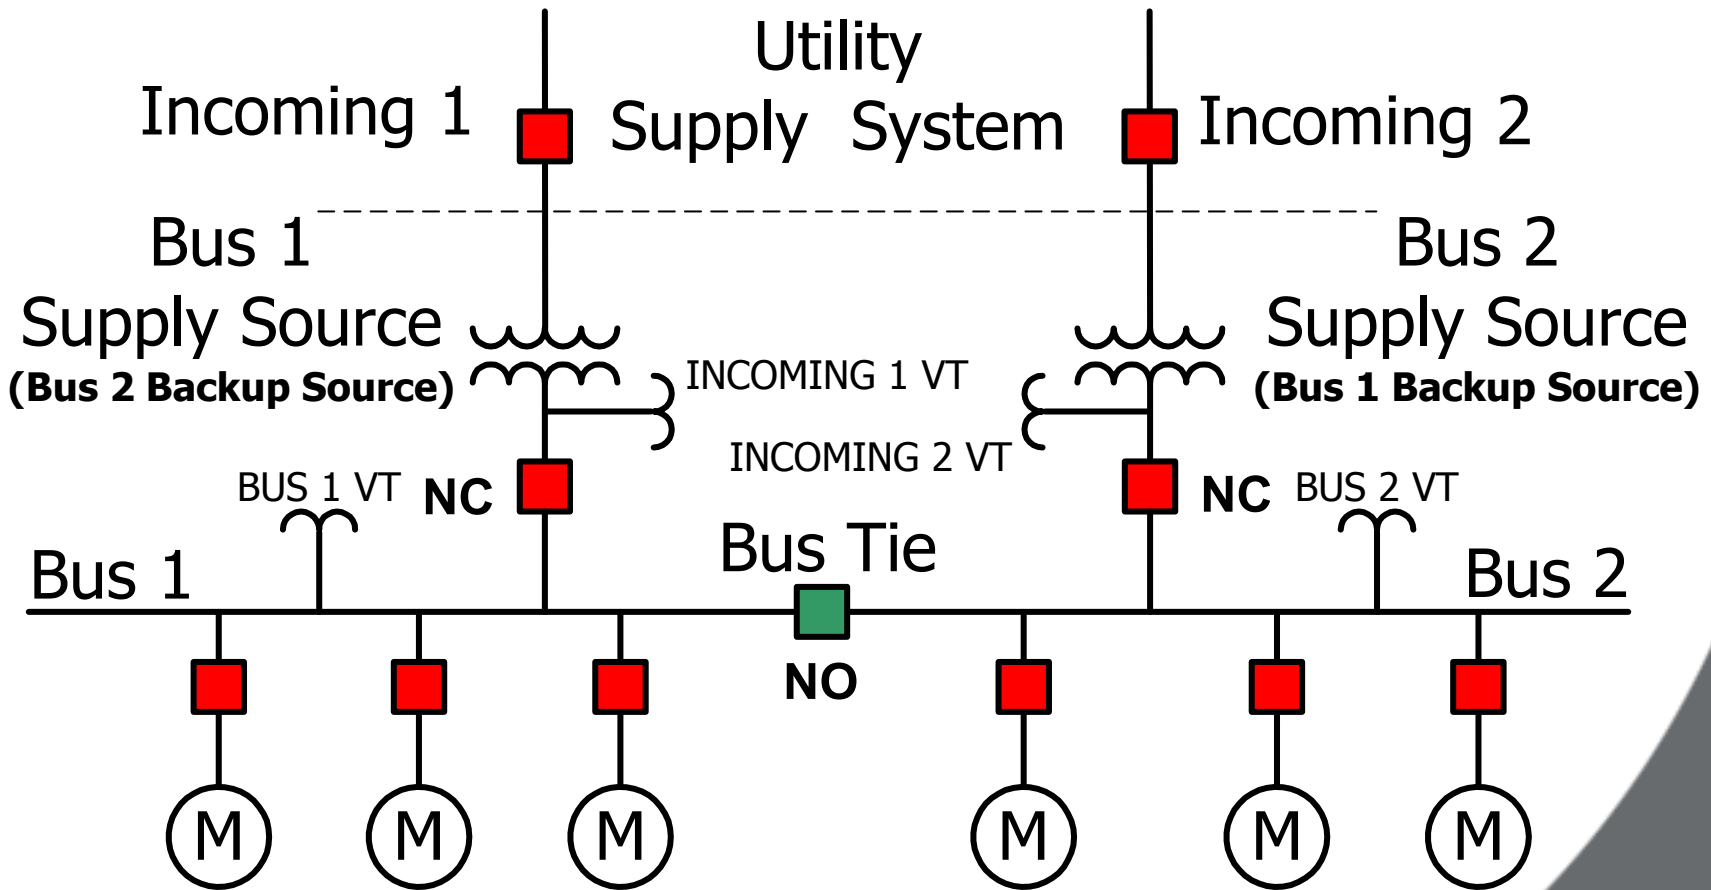 Utility
Supply System
Incoming 1
Incoming 2
Bus 1
Supply Source
(Bus 2 Backup Source)
Bus 2
Supply Source
(Bus 1 Backup Source)
INCOMING 1 VT
INCOMING 2 VT
BUS 1 VT
NC
NC
BUS 2 VT
Bus 1
Bus Tie
Bus 2
NO
M
M
M
M
M
M